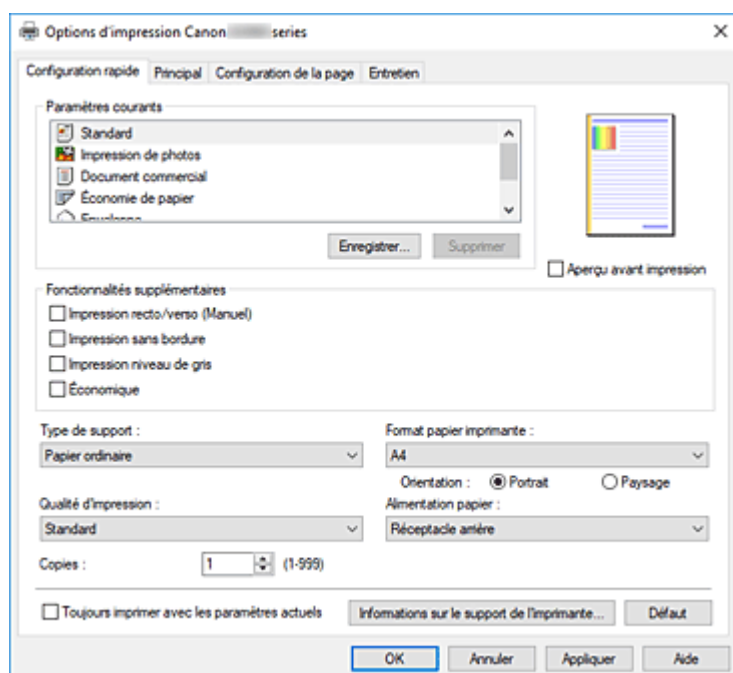 Options d'impression Canon series
Configuration rapide Principal Configuration de la page Entretien
Paramètres courants
Standard
Impression de photos
Document commercial
Économie de papier
Enregistrer... Supprimer
Aperçu avant impression
Fonctionnalités supplémentaires
Impression recto/verso (Manuel)
Impression sans bordure
Impression niveau de gris
Économique
Type de support : Format papier imprimante :
Papier ordinaire A4
Orientation : Portrait Paysage
Qualité d'impression : Alimentation papier :
Standard Réceptacle arrière
Copies : 1 (1-999)
Toujours imprimer avec les paramètres actuels Informations sur le support de l'imprimante... Défaut
OK Annuler Appliquer Aide